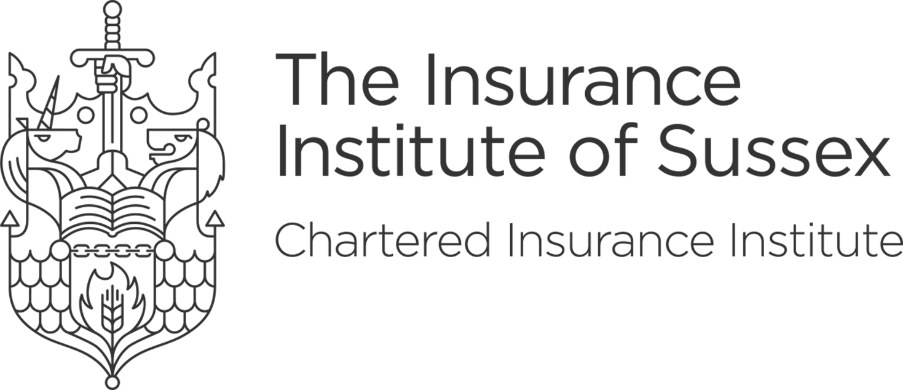 The Insurance
Institute of Sussex
Chartered Insurance Institute